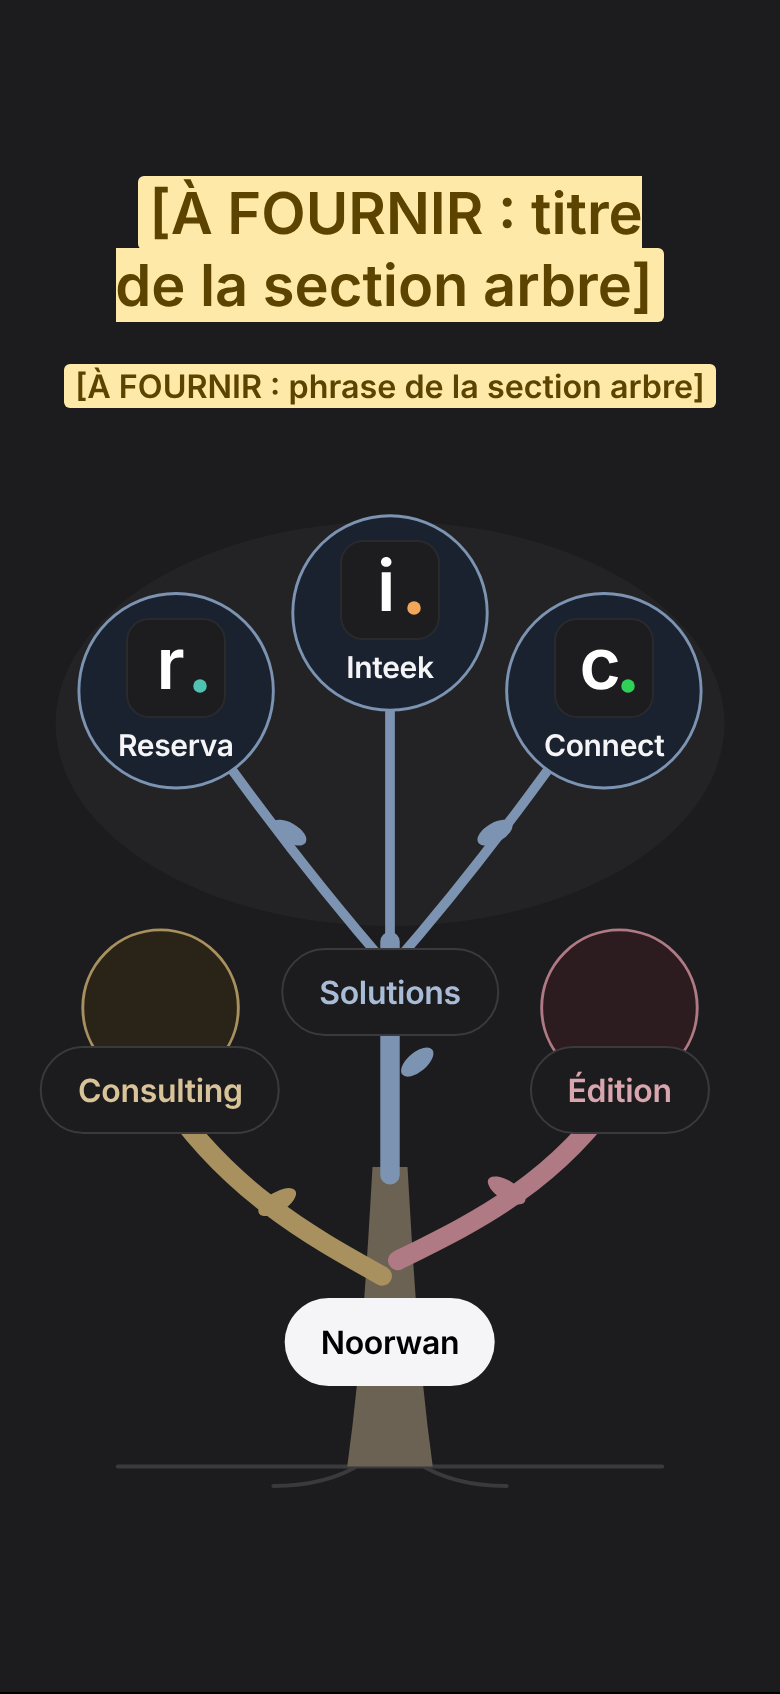 [À FOURNIR : titre
de la section arbre]
[À FOURNIR : phrase de la section arbre]
i.
Inteek
r.
Reserva
c.
Connect
Solutions
Consulting
Édition
Noorwan